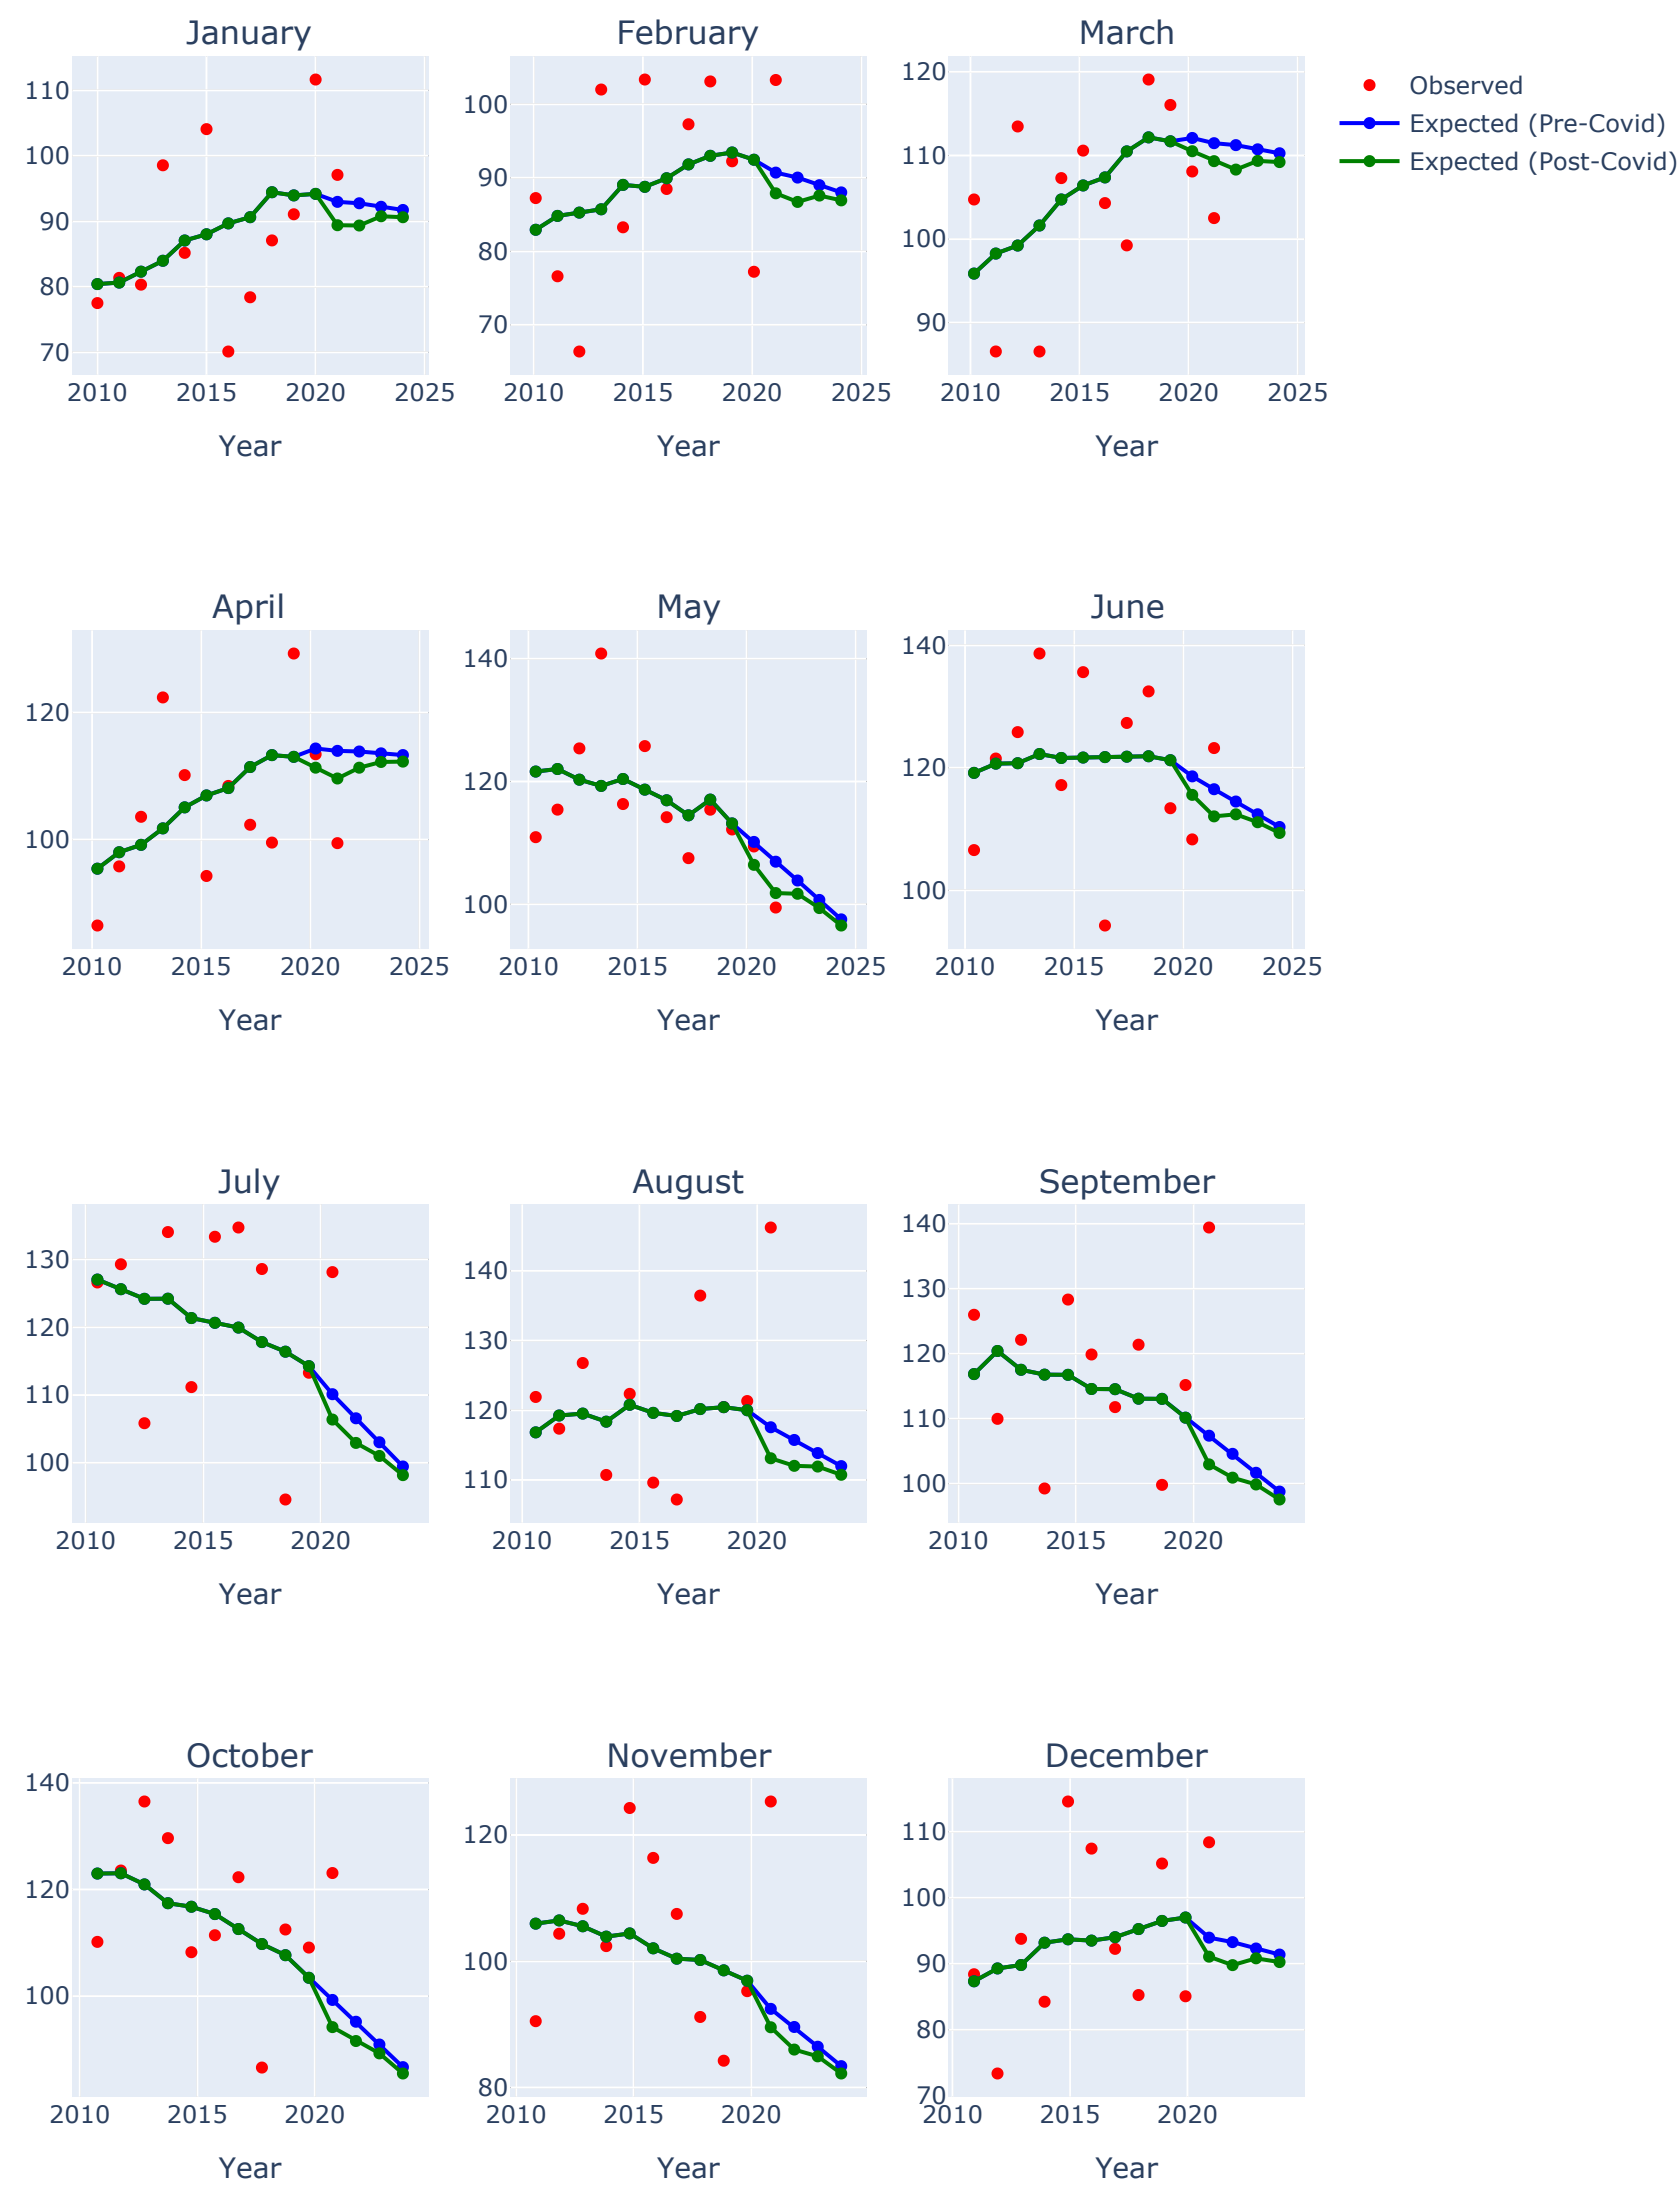 January February March
110
100
90
80
70
2010 2015 2020 2025
Year
100
90
80
70
2010 2015 2020 2025
Year
120
110
100
90
2010 2015 2020 2025
Year
Observed
Expected (Pre-Covid)
Expected (Post-Covid)
April May June
120
100
2010 2015 2020 2025
Year
140
120
100
2010 2015 2020 2025
Year
140
120
100
2010 2015 2020 2025
Year
July August September
130
120
110
100
2010 2015 2020
Year
140
130
120
110
2010 2015 2020
Year
140
130
120
110
100
2010 2015 2020
Year
October November December
140
120
100
2010 2015 2020
Year
120
100
80
2010 2015 2020
Year
110
100
90
80
70
2010 2015 2020
Year